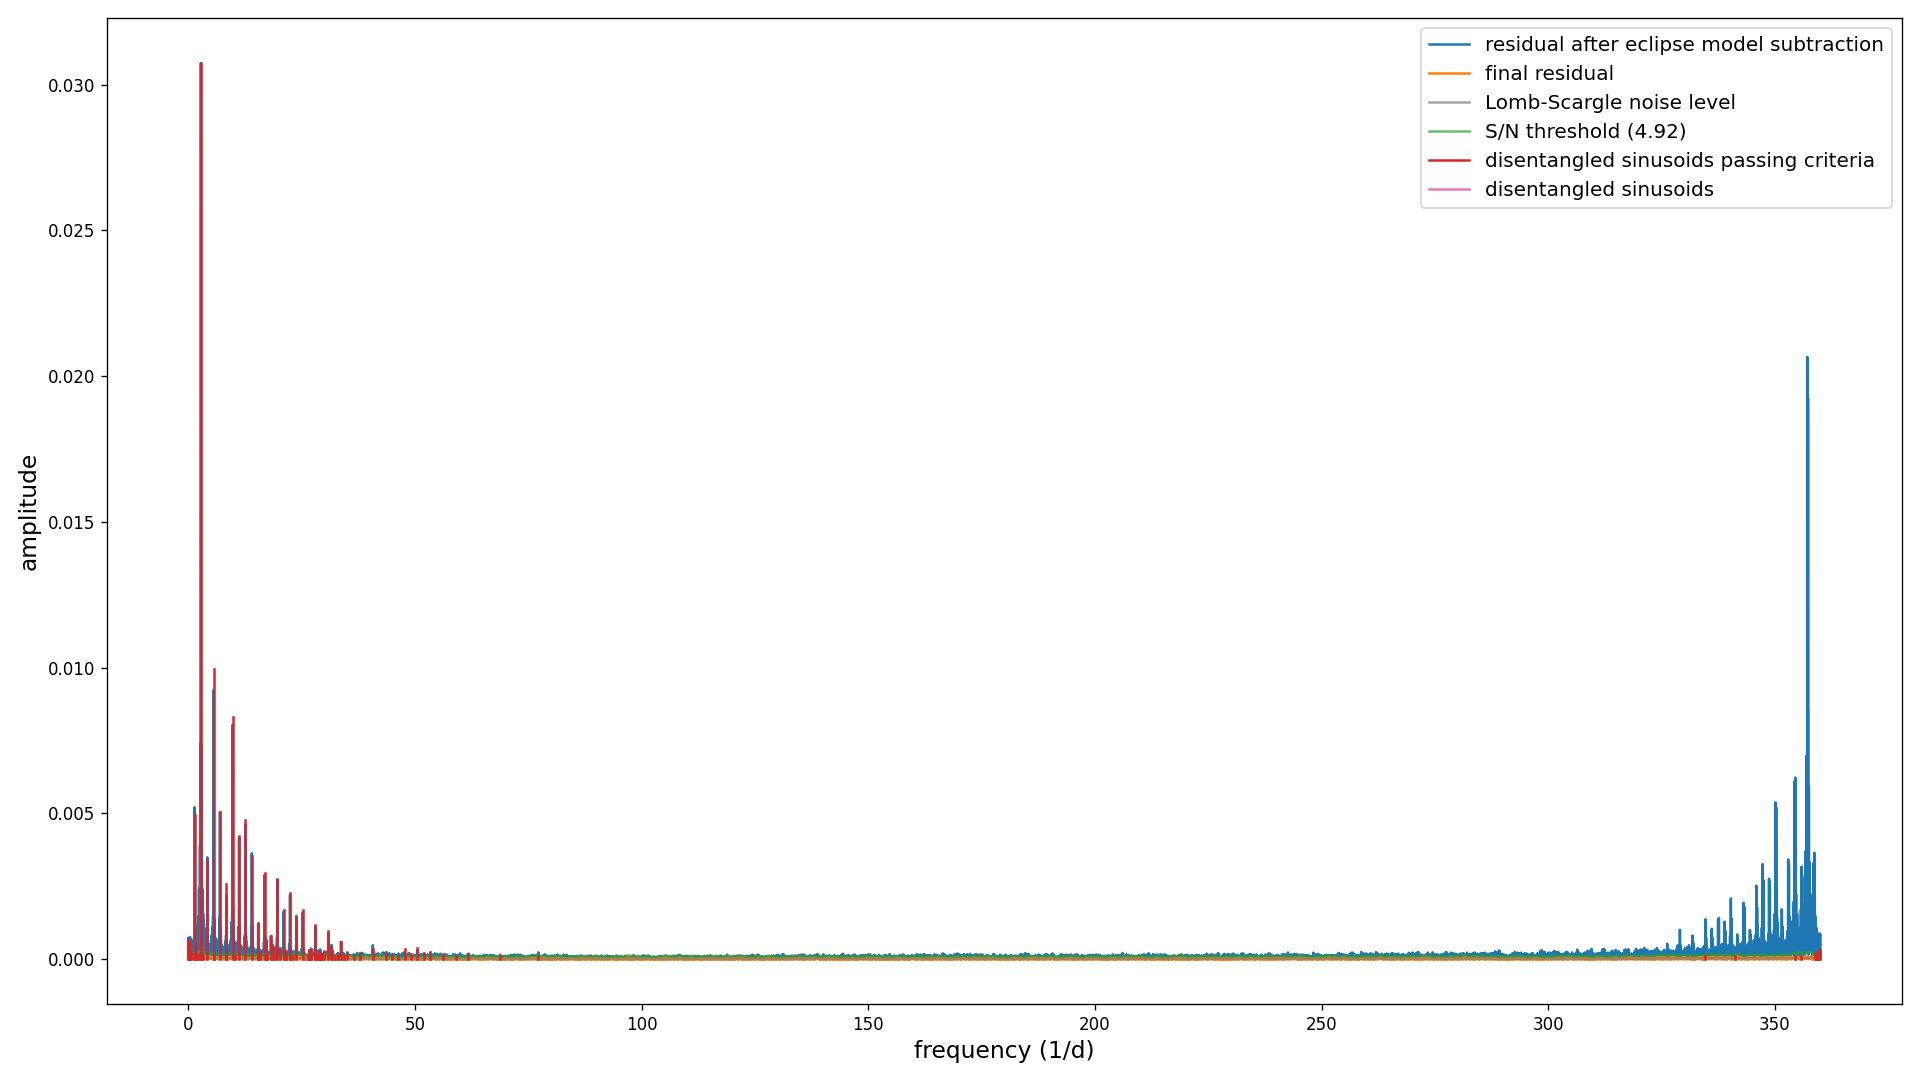 residual after eclipse model subtraction
final residual
Lomb-Scargle noise level
S/N threshold (4.92)
disentangled sinusoids passing criteria
disentangled sinusoids
0.030
0.025
0.020
0.015
0.010
0.005
0.000
amplitude
0 50 100 150 200 250 300 350
frequency (1/d)